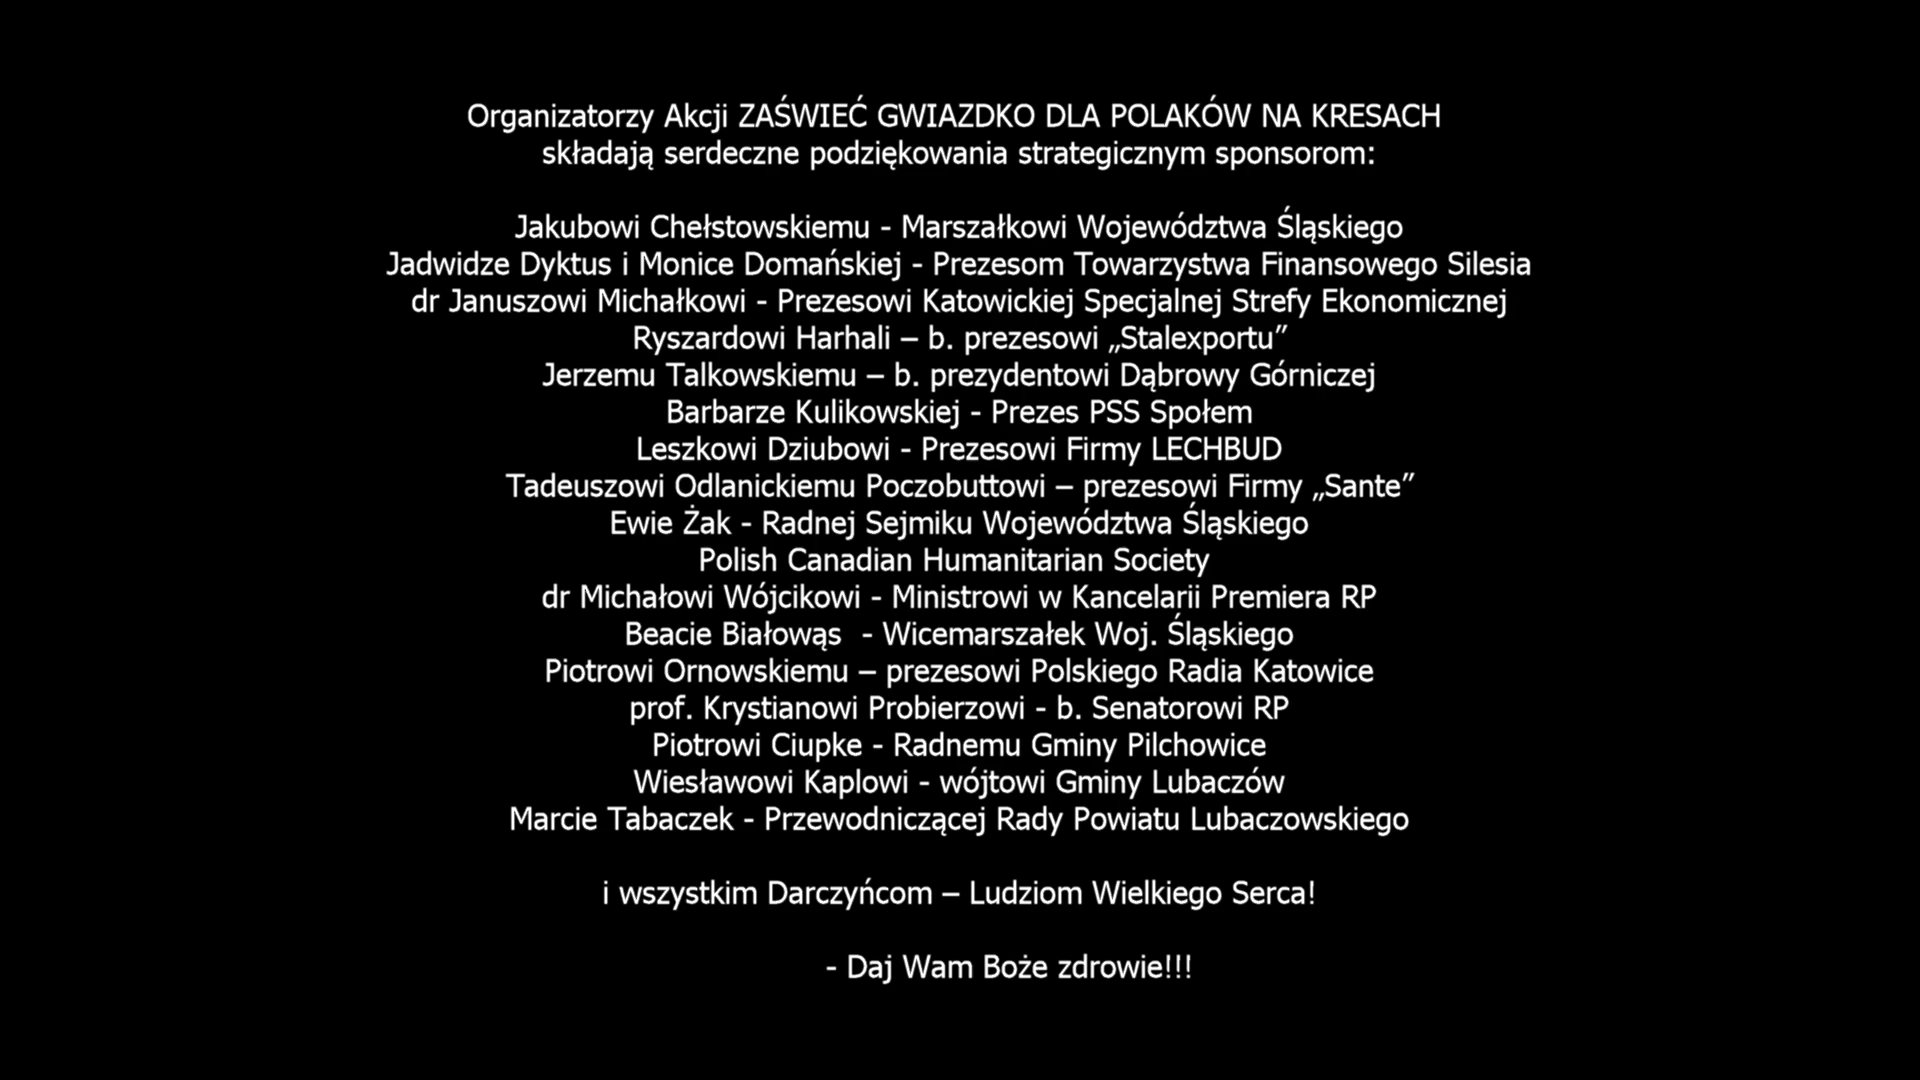 Organizatorzy Akcji ZAŚWIEĆ GWIAZDKO DLA POLAKÓW NA KRESACH
składają serdeczne podziękowania strategicznym sponsorom:
Jakubowi Chełstowskiemu - Marszałkowi Województwa Śląskiego
Jadwidze Dyktus i Monice Domańskiej - Prezesom Towarzystwa Finansowego Silesia
dr Januszowi Michałkowi - Prezesowi Katowickiej Specjalnej Strefy Ekonomicznej
Ryszardowi Harhali – b. prezesowi „Stalexportu”
Jerzemu Talkowskiemu – b. prezydentowi Dąbrowy Górniczej
Barbarze Kulikowskiej - Prezes PSS Społem
Leszkowi Dziubowi - Prezesowi Firmy LECHBUD
Tadeuszowi Odlanickiemu Poczobuttowi – prezesowi Firmy „Sante”
Ewie Żak - Radnej Sejmiku Województwa Śląskiego
Polish Canadian Humanitarian Society
dr Michałowi Wójcikowi - Ministrowi w Kancelarii Premiera RP
Beacie Białowąs  - Wicemarszałek Woj. Śląskiego
Piotrowi Ornowskiemu – prezesowi Polskiego Radia Katowice
prof. Krystianowi Probierzowi - b. Senatorowi RP
Piotrowi Ciupke - Radnemu Gminy Pilchowice
Wiesławowi Kaplowi - wójtowi Gminy Lubaczów
Marcie Tabaczek - Przewodniczącej Rady Powiatu Lubaczowskiego
i wszystkim Darczyńcom – Ludziom Wielkiego Serca!
- Daj Wam Boże zdrowie!!!